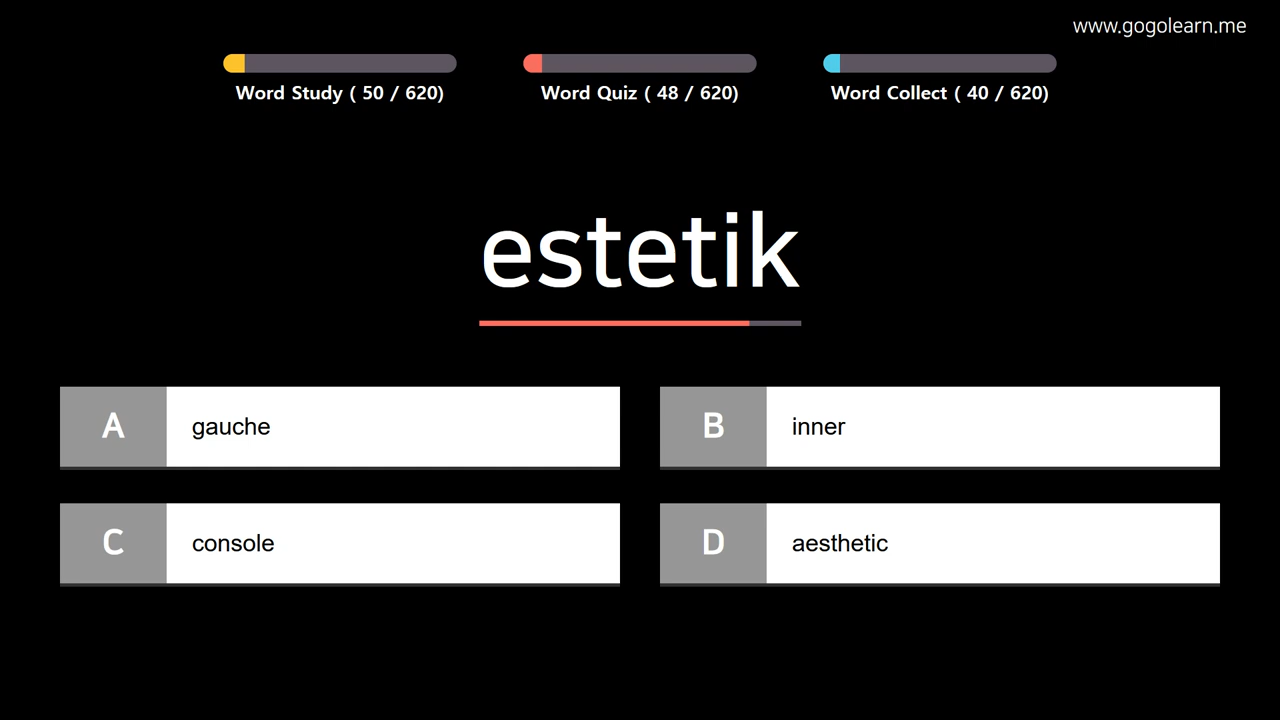 www.gogolearn.me
Word Study ( 50 / 620)
Word Quiz ( 48 / 620)
Word Collect ( 40 / 620)
estetik
A gauche
B inner
C console
D aesthetic